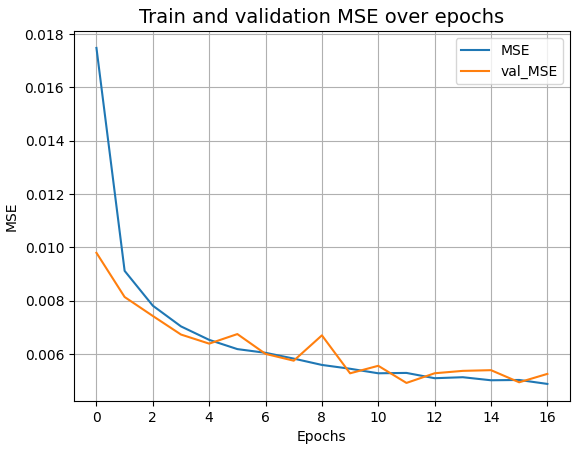 Train and validation MSE over epochs
MSE
val_MSE
0.018
0.016
0.014
0.012
0.010
0.008
0.006
MSE
0 2 4 6 8 10 12 14 16
Epochs